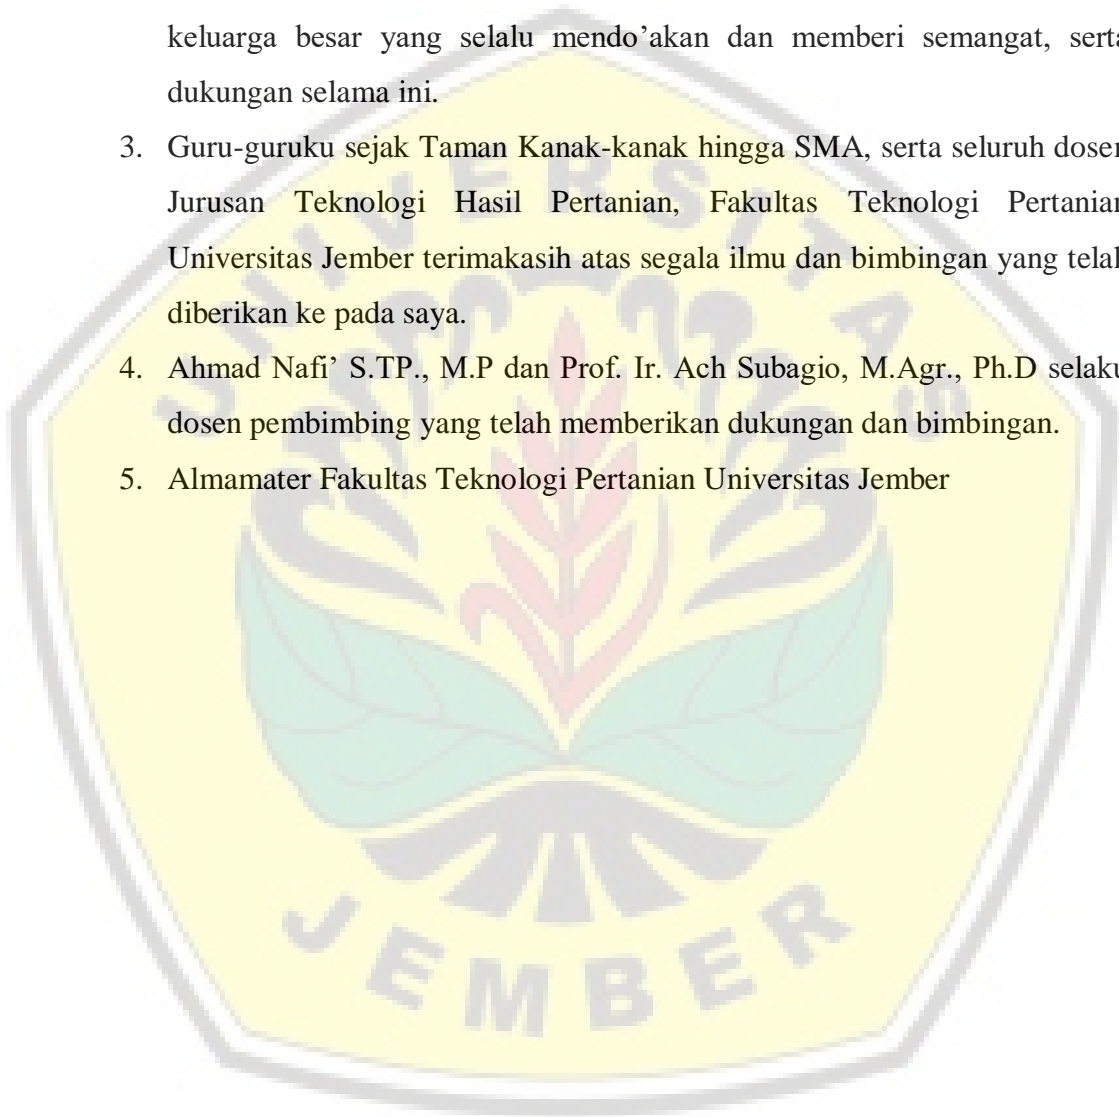 keluarga besar yang selalu mendo’akan dan memberi semangat, serta
dukungan selama ini.
3. Guru-guruku sejak Taman Kanak-kanak hingga SMA, serta seluruh dosen
Jurusan Teknologi Hasil Pertanian, Fakultas Teknologi Pertanian
Universitas Jember terimakasih atas segala ilmu dan bimbingan yang telah
diberikan ke pada saya.
4. Ahmad Nafi’ S.TP., M.P dan Prof. Ir. Ach Subagio, M.Agr., Ph.D selaku
dosen pembimbing yang telah memberikan dukungan dan bimbingan.
5. Almamater Fakultas Teknologi Pertanian Universitas Jember
UNIVERSITAS
JEMBER